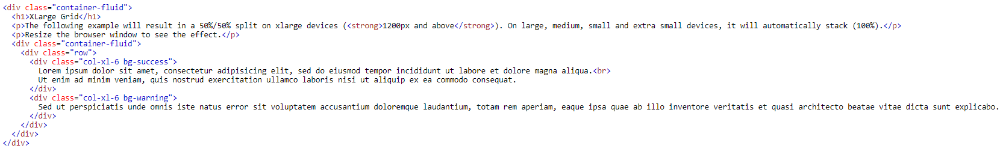 <div class="container-fluid">
  <h1>XLarge Grid</h1>
  <p>The following example will result in a 50%/50% split on xlarge devices (<strong>1200px and above</strong>). On large, medium, small and extra small devices, it will automatically stack (100%).</p>
  <p>Resize the browser window to see the effect.</p>
  <div class="container-fluid">
    <div class="row">
      <div class="col-xl-6 bg-success">
        Lorem ipsum dolor sit amet, consectetur adipisicing elit, sed do eiusmod tempor incididunt ut labore et dolore magna aliqua.<br>
        Ut enim ad minim veniam, quis nostrud exercitation ullamco laboris nisi ut aliquip ex ea commodo consequat.
      </div>
      <div class="col-xl-6 bg-warning">
        Sed ut perspiciatis unde omnis iste natus error sit voluptatem accusantium doloremque laudantium, totam rem aperiam, eaque ipsa quae ab illo inventore veritatis et quasi architecto beatae vitae dicta sunt explicabo.
      </div>
    </div>
  </div>
</div>